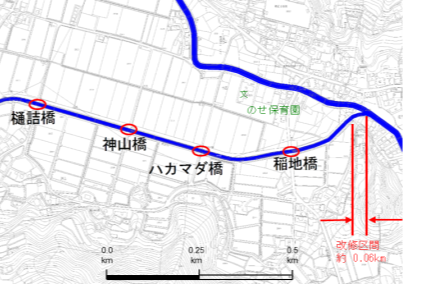 文
のせ保育園
樋詰橋
神山橋
ハカマダ橋
稲地橋
0.0
km
0.25
km
0.5
km
改修区間
約 0.06km